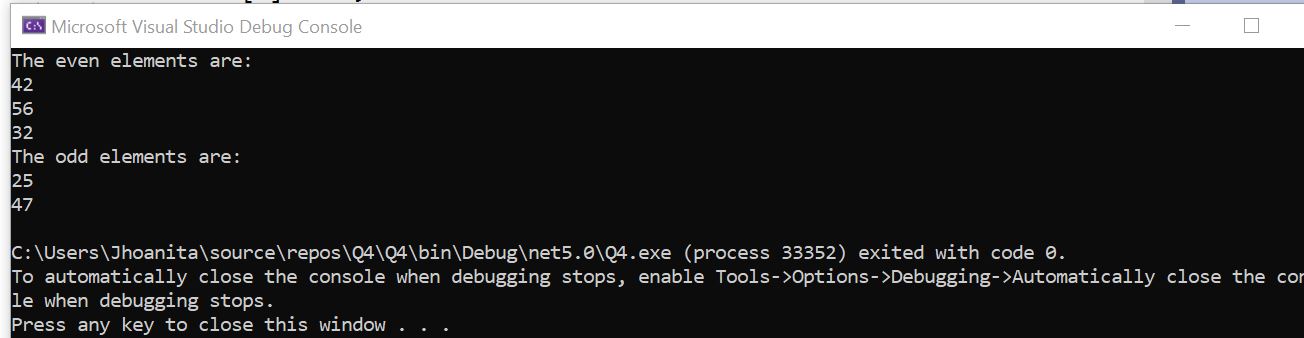 C:\ Microsoft Visual Studio Debug Console
The even elements are:
42
56
32
The odd elements are:
25
47
C:\Users\Jhoanita\source\repos\Q4\Q4\bin\Debug\net5.0\Q4.exe (process 33352) exited with code 0.
To automatically close the console when debugging stops, enable Tools->Options->Debugging->Automatically close the con
le when debugging stops.
Press any key to close this window . . .